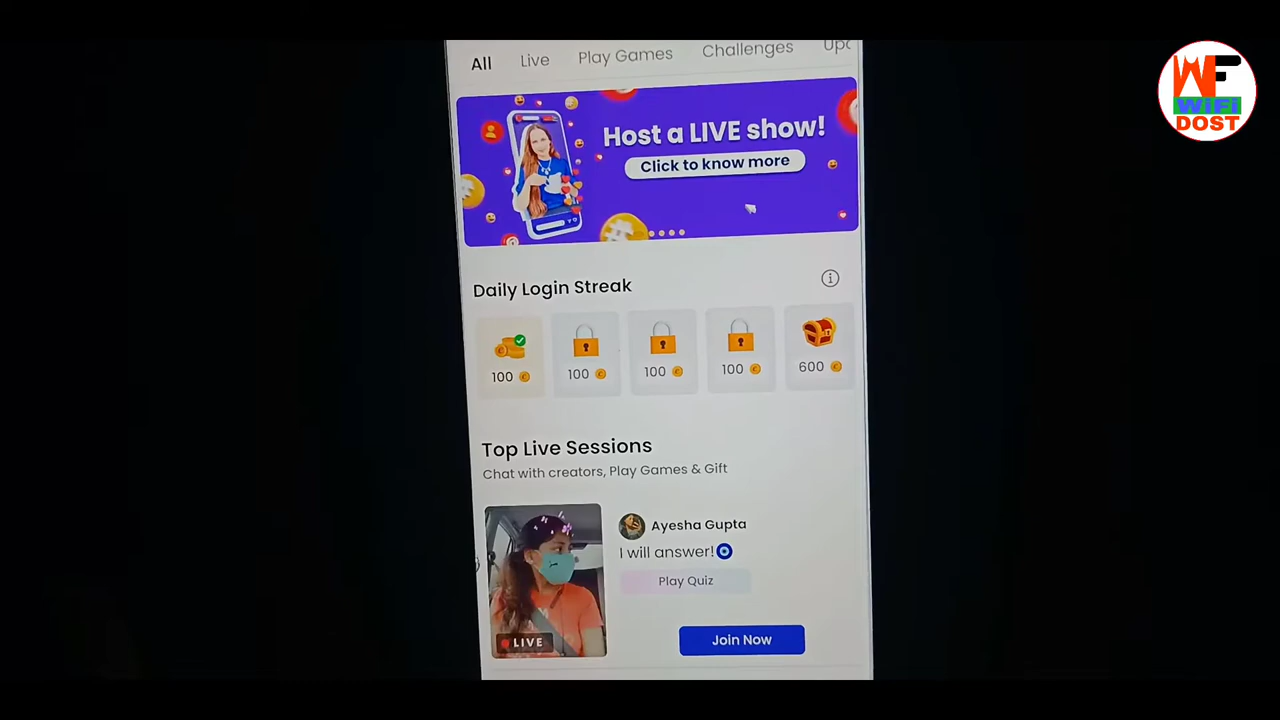 All Live Play Games Challenges
Host a LIVE show!
Click to know more
WF
WiFi
DOST
Daily Login Streak
100 100 100 100 600
Top Live Sessions
Chat with creators, Play Games & Gift
Ayesha Gupta
I will answer!
Play Quiz
LIVE
Join Now